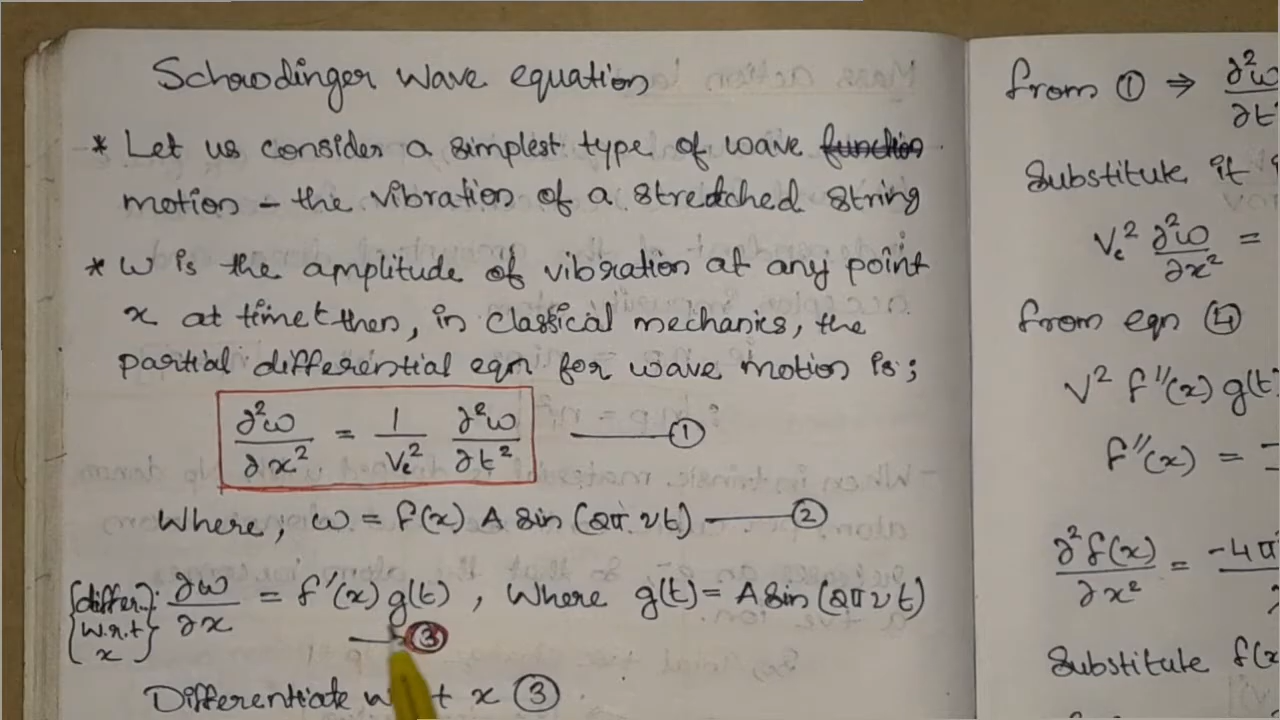 Schrodinger Wave equation
* Let us consider a simplest type of wave function
motion - the vibration of a stretched string
* ω is the amplitude of vibration at any point
x at time t then, in classical mechanics, the
partial differential eqn for wave motion is;
∂²ω/∂x² = 1/Ve² ∂²ω/∂t² —— ①
Where, ω = f(x) A Sin (2π νt) —— ②
{differ. w.r.t x} ∂ω/∂x = f'(x) g(t), Where g(t) = A Sin (2π ν t)
—— ③
Differentiate w t x ③
from ① ⇒ ∂²ω/∂t
Substitute it
Ve² ∂²ω/∂x² =
from eqn ④
V² f''(x) g(t
f''(x) =
∂²f(x)/∂x² = -4π
Substitute f(x